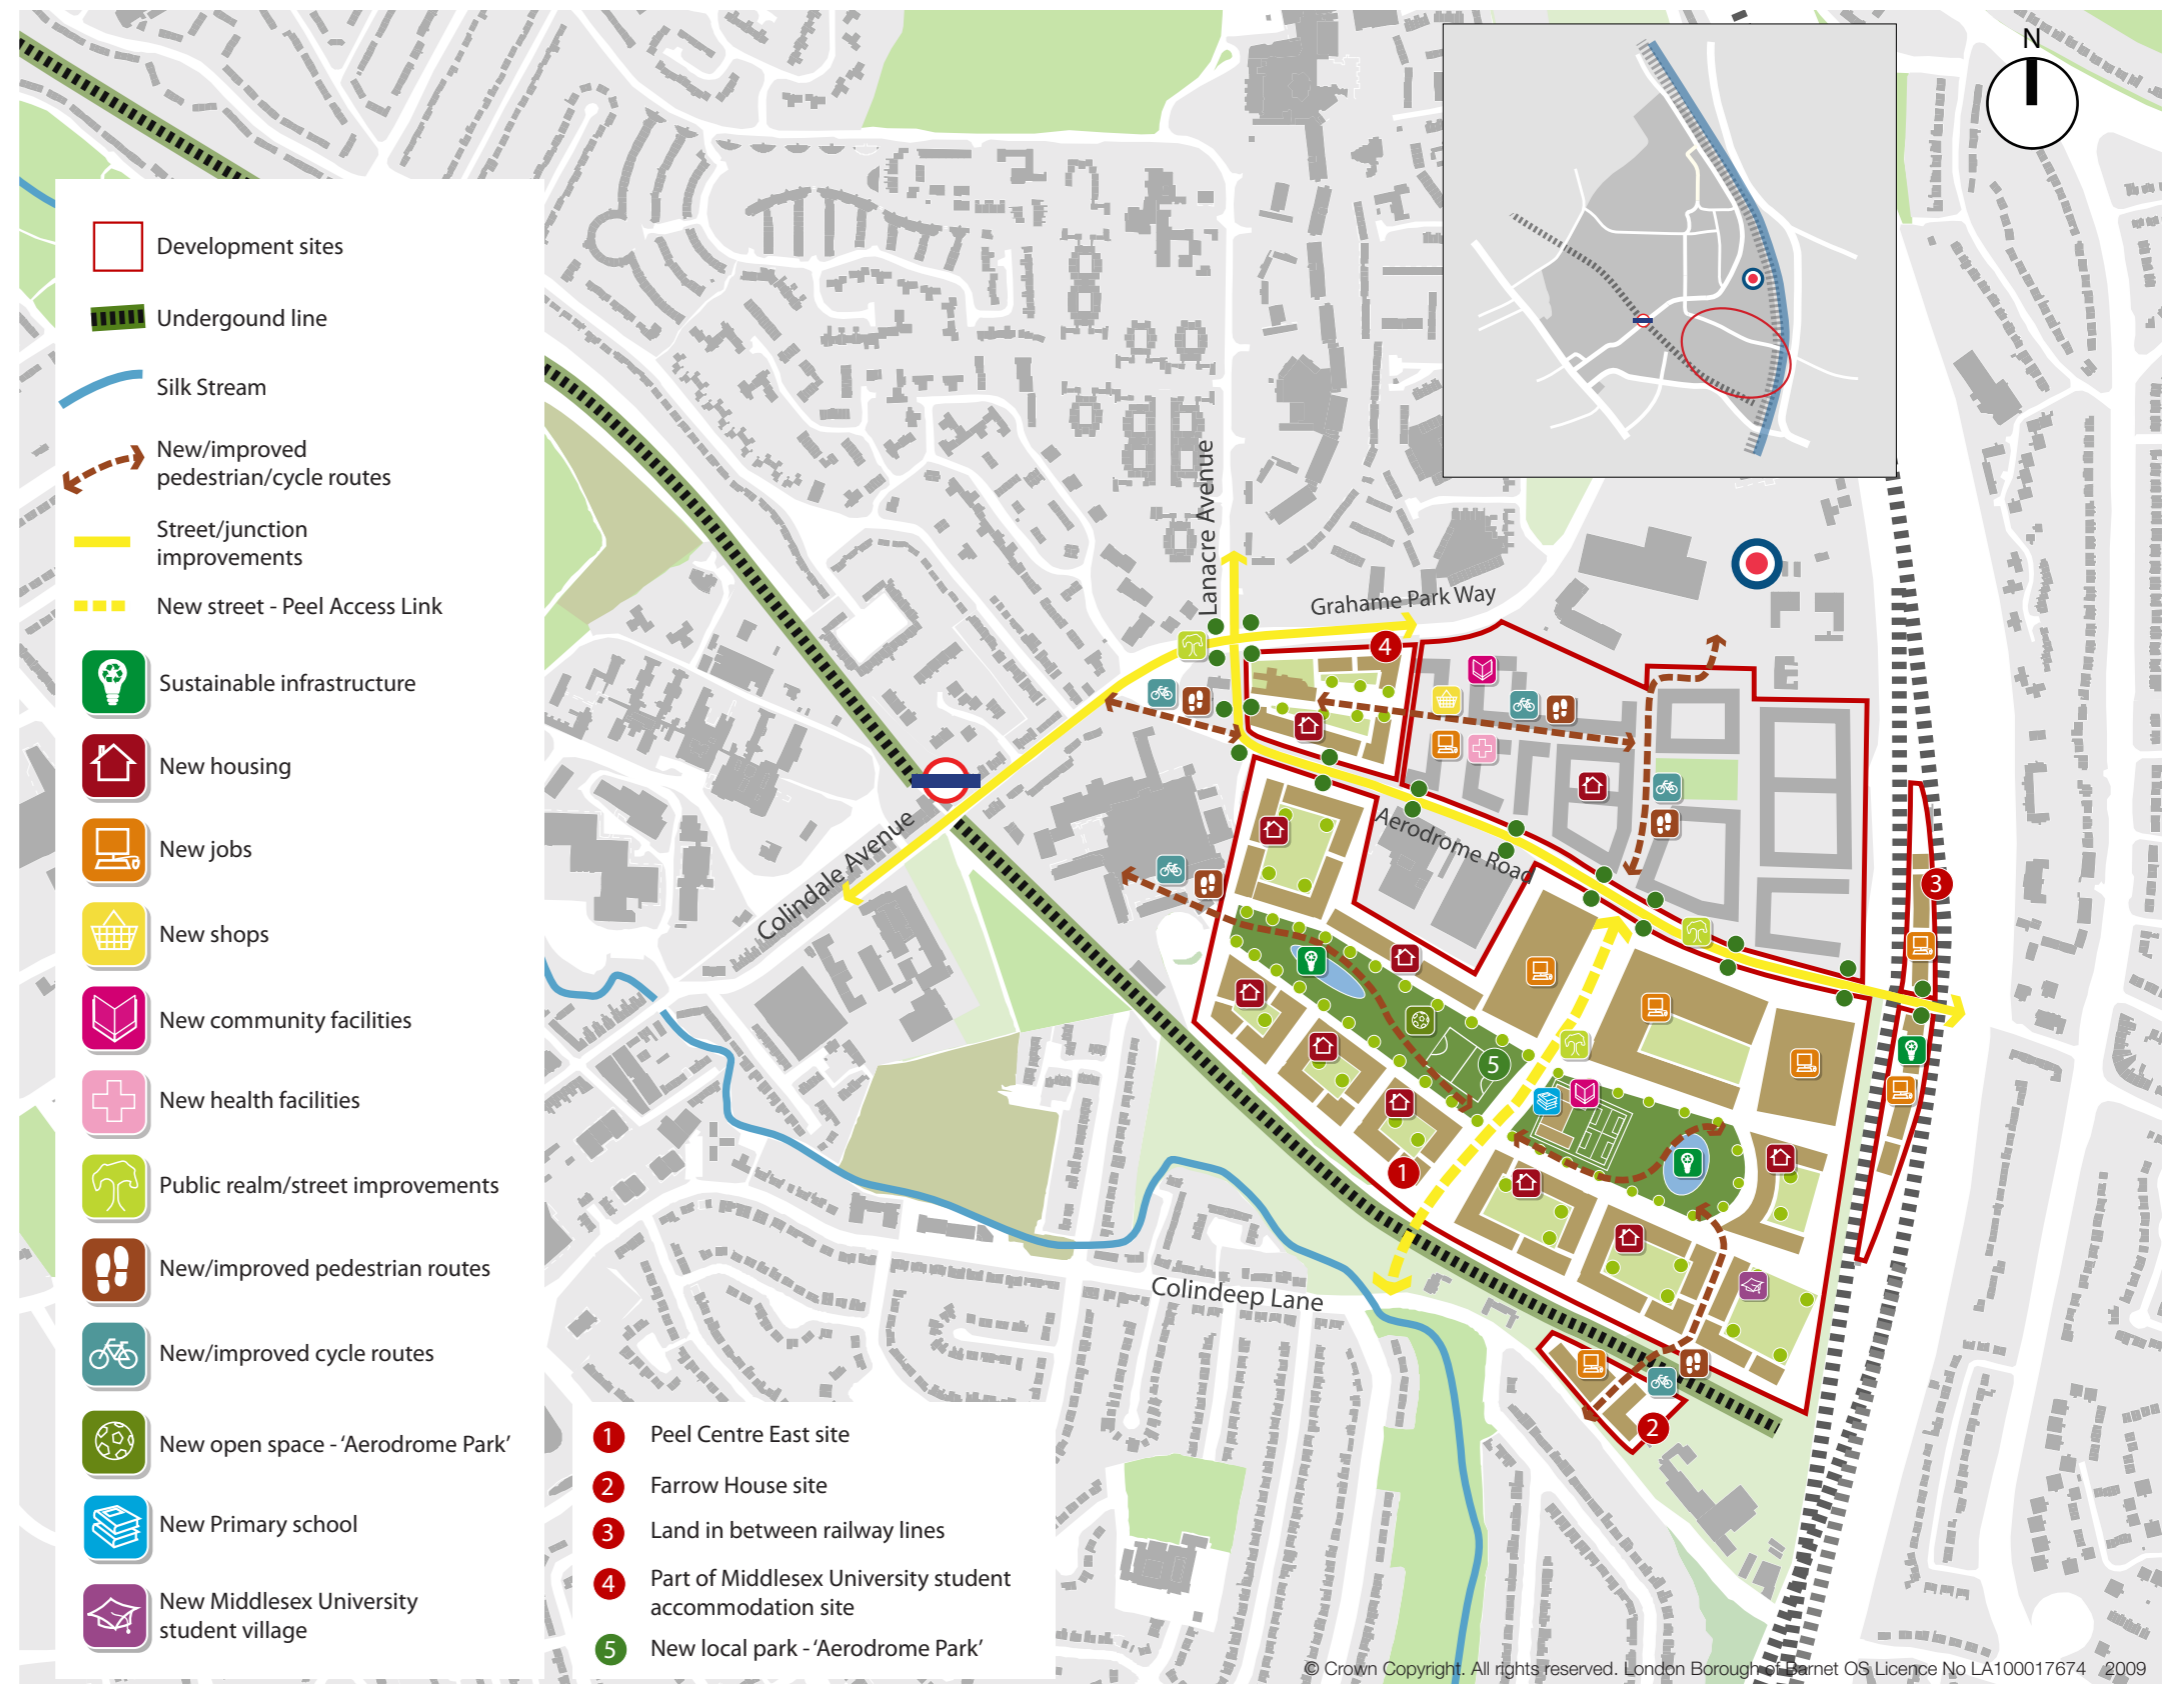 N
Development sites
Undergound line
Silk Stream
New/improved
pedestrian/cycle routes
Street/junction
improvements
New street - Peel Access Link
Sustainable infrastructure
New housing
New jobs
New shops
New community facilities
New health facilities
Public realm/street improvements
New/improved pedestrian routes
New/improved cycle routes
New open space - ‘Aerodrome Park’
New Primary school
New Middlesex University
student village
Lanacre Avenue
Grahame Park Way
4
Aerodrome Road
Colindale Avenue
3
5
1
Colindeep Lane
2
1 Peel Centre East site
2 Farrow House site
3 Land in between railway lines
4 Part of Middlesex University student
accommodation site
5 New local park - ‘Aerodrome Park’
© Crown Copyright. All rights reserved. London Borough of Barnet OS Licence No LA100017674 2009